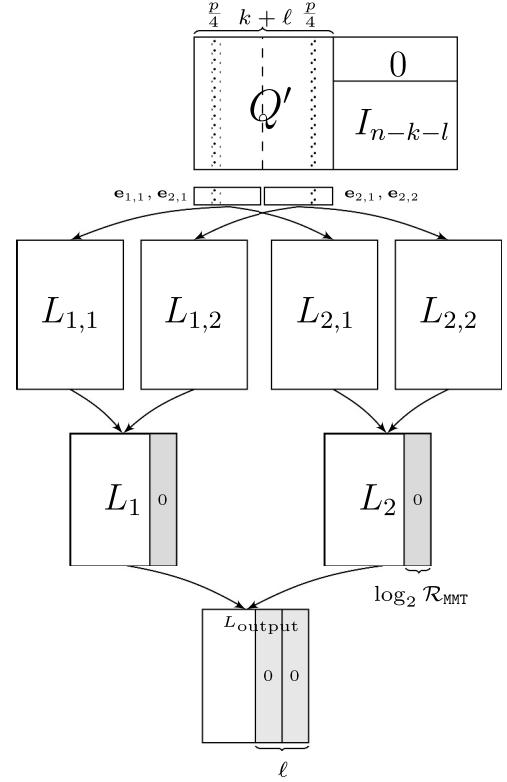 p/4 k + ℓ p/4
Q′ 0
I_{n−k−l}
e_{1,1}, e_{2,1} e_{2,1}, e_{2,2}
L_{1,1} L_{1,2} L_{2,1} L_{2,2}
L_1 0 L_2 0
log_2 R_MMT
L_output
0 0
ℓ